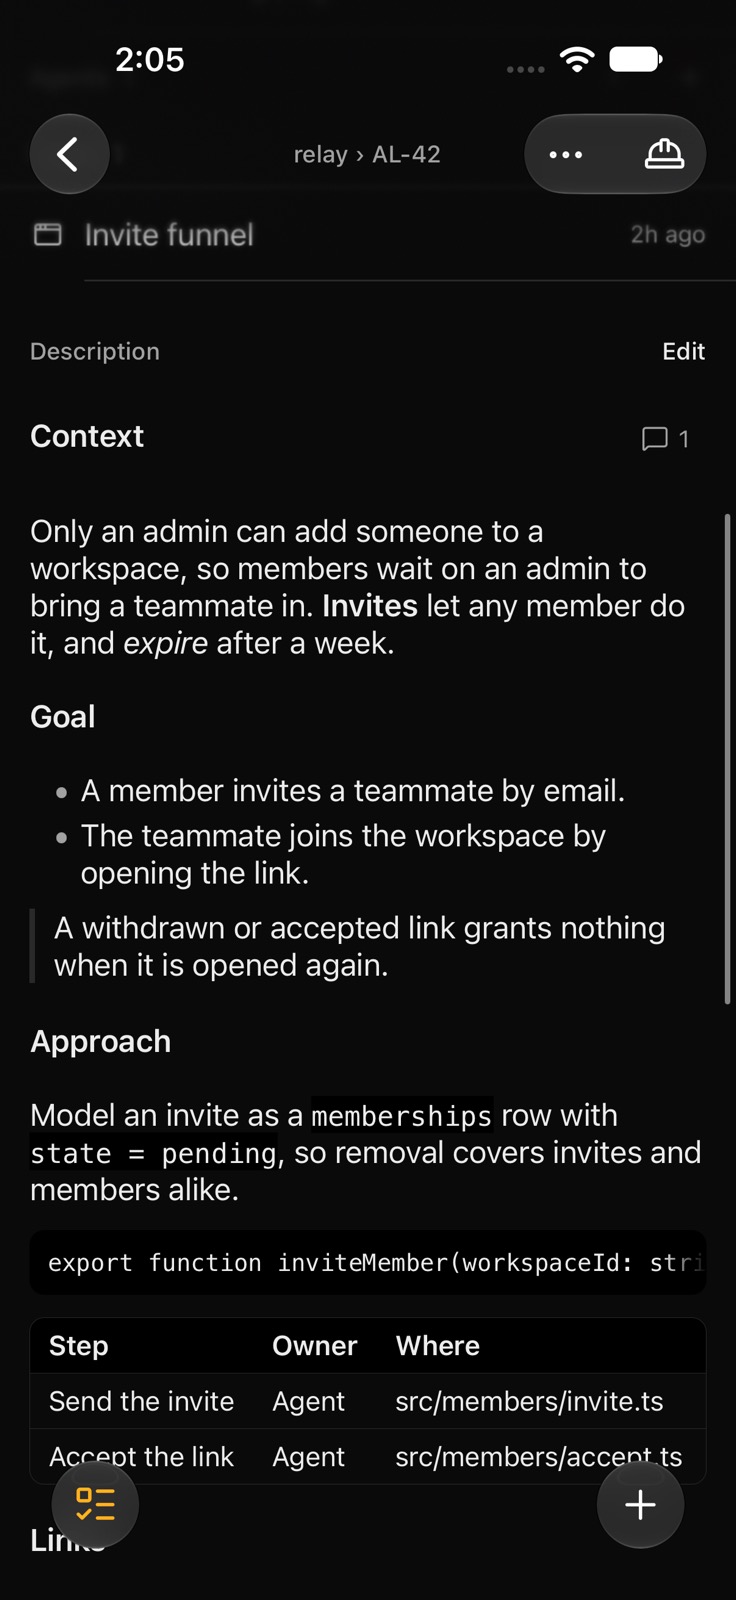 2:05
relay › AL-42
Invite funnel
2h ago
Description
Edit
Context
1
Only an admin can add someone to a
workspace, so members wait on an admin to
bring a teammate in. Invites let any member do
it, and expire after a week.
Goal
• A member invites a teammate by email.
• The teammate joins the workspace by
opening the link.
A withdrawn or accepted link grants nothing
when it is opened again.
Approach
Model an invite as a memberships row with
state = pending, so removal covers invites and
members alike.
export function inviteMember(workspaceId: stri
Step Owner Where
Send the invite Agent src/members/invite.ts
Accept the link Agent src/members/accept.ts
Links